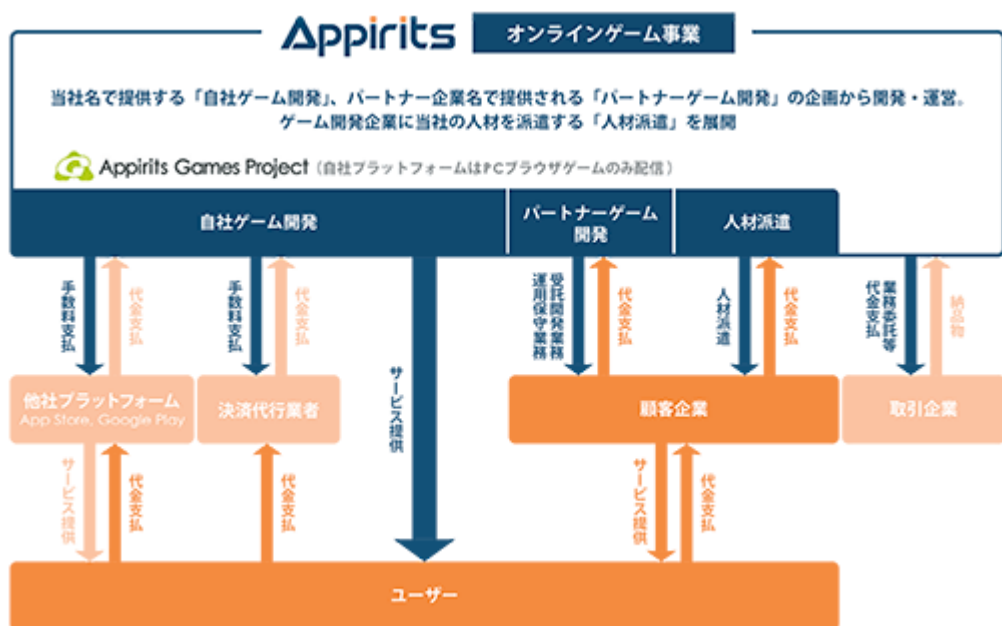 Appirits オンラインゲーム事業
当社名で提供する「自社ゲーム開発」、パートナー企業名で提供される「パートナーゲーム開発」の企画から開発・運営。
ゲーム開発企業に当社の人材を派遣する「人材派遣」を展開
Appirits Games Project（自社プラットフォームはPCブラウザゲームのみ配信）
自社ゲーム開発
パートナーゲーム
開発
人材派遣
手数料支払
代金支払
手数料支払
代金支払
サービス提供
受託開発業務
運用保守業務
代金支払
人材派遣
代金支払
業務委託等
代金支払
納品物
他社プラットフォーム
App Store, Google Play
決済代行業者
顧客企業
取引企業
サービス提供
代金支払
代金支払
サービス提供
代金支払
ユーザー